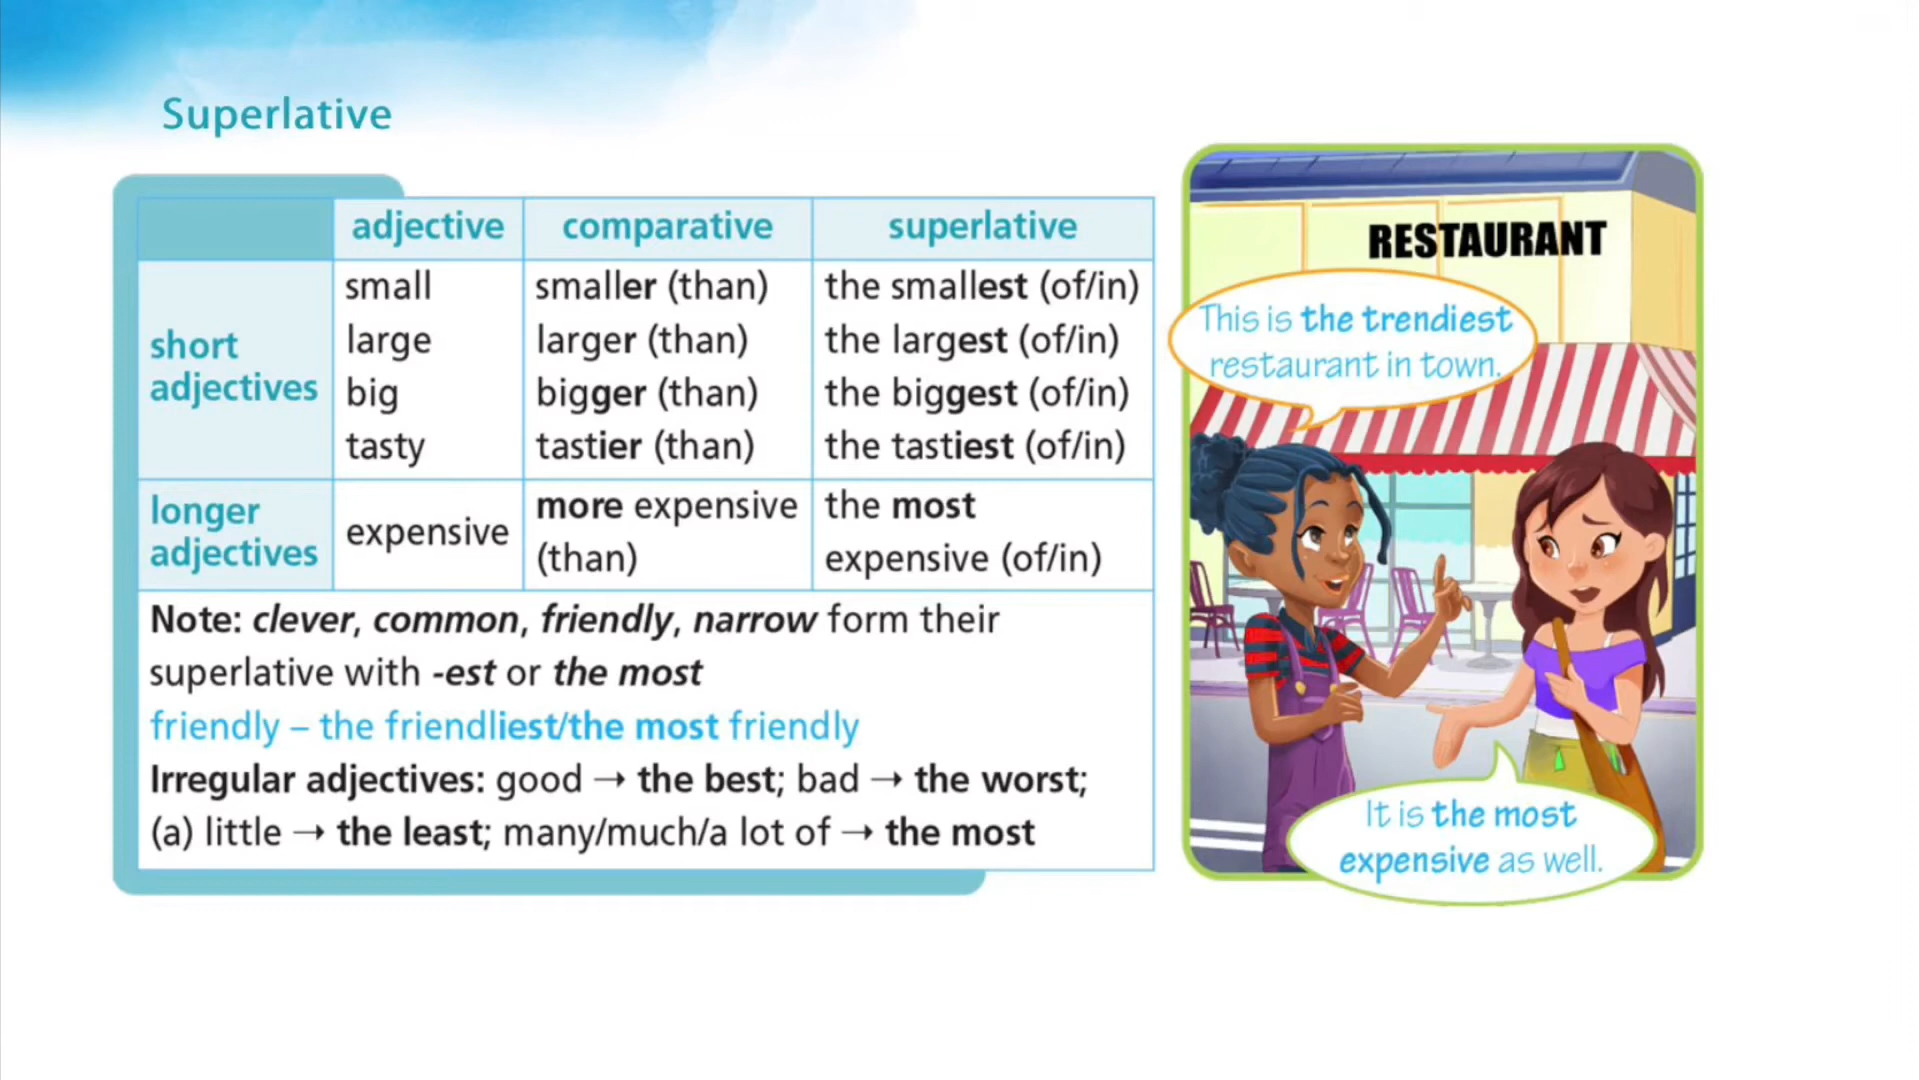 Superlative
adjective comparative superlative
short adjectives
small smaller (than) the smallest (of/in)
large larger (than) the largest (of/in)
big bigger (than) the biggest (of/in)
tasty tastier (than) the tastiest (of/in)
longer adjectives
expensive
more expensive
(than)
the most
expensive (of/in)
Note: clever, common, friendly, narrow form their
superlative with -est or the most
friendly – the friendliest/the most friendly
Irregular adjectives: good → the best; bad → the worst;
(a) little → the least; many/much/a lot of → the most
RESTAURANT
This is the trendiest
restaurant in town.
It is the most
expensive as well.